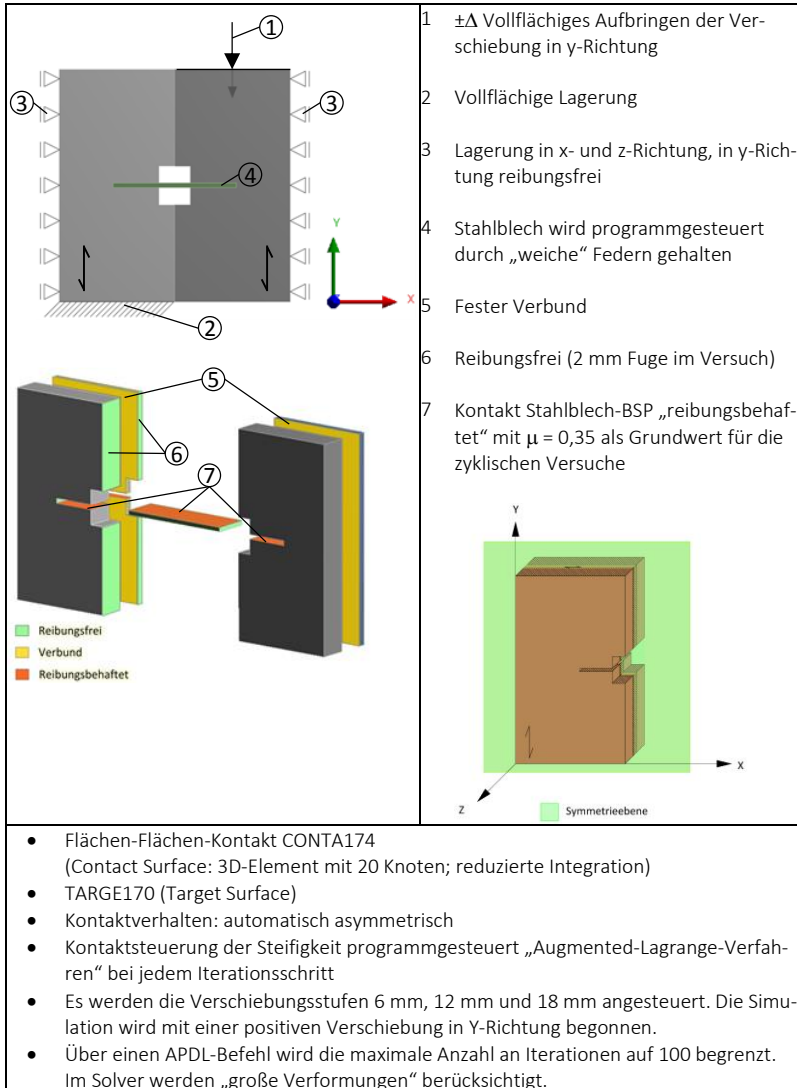 1
3
3
4
2
Y
X
1 ±Δ Vollflächiges Aufbringen der Ver-
schiebung in y-Richtung
2 Vollflächige Lagerung
3 Lagerung in x- und z-Richtung, in y-Rich-
tung reibungsfrei
4 Stahlblech wird programmgesteuert
durch „weiche“ Federn gehalten
5 Fester Verbund
6 Reibungsfrei (2 mm Fuge im Versuch)
7 Kontakt Stahlblech-BSP „reibungsbehaf-
tet“ mit μ = 0,35 als Grundwert für die
zyklischen Versuche
5
6
7
Reibungsfrei
Verbund
Reibungsbehaftet
Y
X
Z
Symmetrieebene
• Flächen-Flächen-Kontakt CONTA174
(Contact Surface: 3D-Element mit 20 Knoten; reduzierte Integration)
• TARGE170 (Target Surface)
• Kontaktverhalten: automatisch asymmetrisch
• Kontaktsteuerung der Steifigkeit programmgesteuert „Augmented-Lagrange-Verfah-
ren“ bei jedem Iterationsschritt
• Es werden die Verschiebungsstufen 6 mm, 12 mm und 18 mm angesteuert. Die Simu-
lation wird mit einer positiven Verschiebung in Y-Richtung begonnen.
• Über einen APDL-Befehl wird die maximale Anzahl an Iterationen auf 100 begrenzt.
Im Solver werden „große Verformungen“ berücksichtigt.